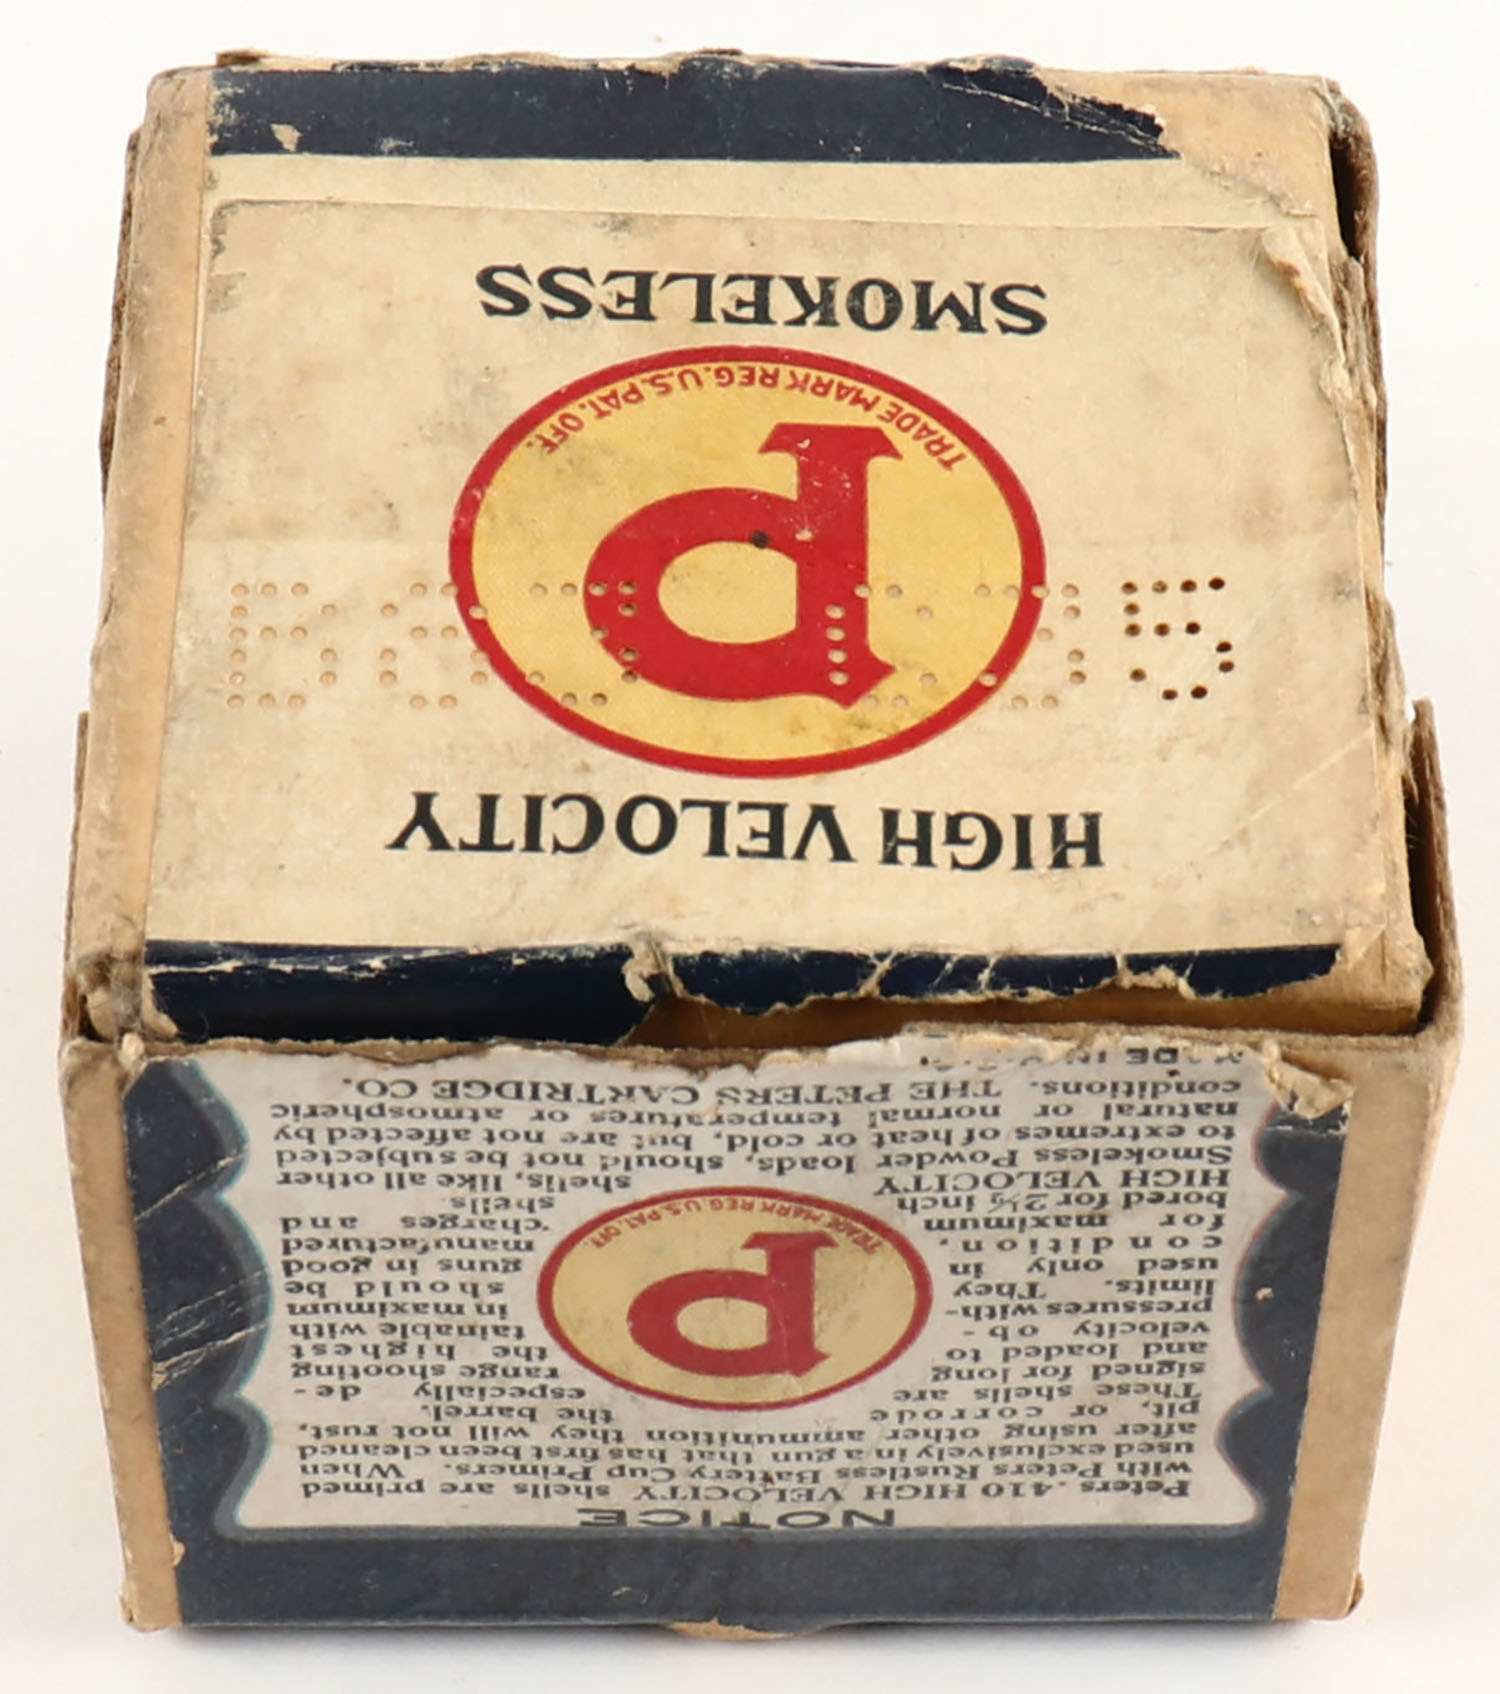 HIGH VELOCITY
P
TRADE MARK REG. U.S. PAT. OFF.
SMOKELESS
NOTICE
Peters .410 HIGH VELOCITY shells are primed
with Peters Rustless Battery Cup Primers. When
used exclusively in a gun that has first been cleaned
after using other ammunition they will not rust,
pit, or corrode the barrel.
These shells are especially de-
signed for long range shooting
and loaded to the highest
velocity ob- tainable with
pressures with- in maximum
limits. They should be
used only in guns in good
condition, manufactured
for maximum charges and
bored for 2½ inch shells.
P
TRADE MARK REG. U.S. PAT. OFF.
HIGH VELOCITY shells, like all other
Smokeless Powder loads, should not be subjected
to extremes of heat or cold, but are not affected by
natural or normal temperatures or atmospheric
conditions. THE PETERS CARTRIDGE CO.
MADE IN U.S.A.